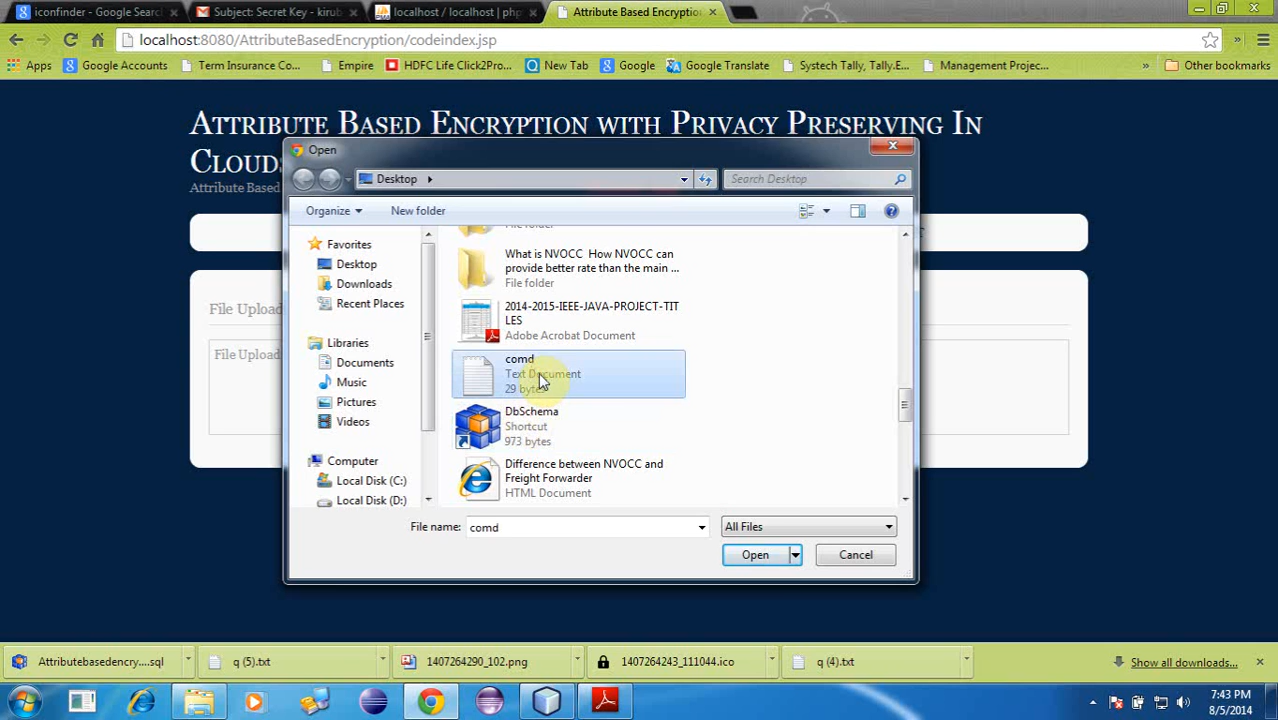 iconfinder - Google Search
Subject: Secret Key - kirub
localhost / localhost | php
Attribute Based Encryption
localhost:8080/AttributeBasedEncryption/codeindex.jsp
Apps
Google Accounts
Term Insurance Co...
Empire
HDFC Life Click2Pro...
New Tab
Google
Google Translate
Systech Tally, Tally.E...
Management Projec...
Other bookmarks
Attribute Based Encryption with Privacy Preserving In
Clouds
Attribute Based
File Upload
File Upload
Open
Desktop
Search Desktop
Organize
New folder
Favorites
Desktop
Downloads
Recent Places
Libraries
Documents
Music
Pictures
Videos
Computer
Local Disk (C:)
Local Disk (D:)
File folder
What is NVOCC How NVOCC can
provide better rate than the main ...
File folder
2014-2015-IEEE-JAVA-PROJECT-TIT
LES
Adobe Acrobat Document
comd
Text Document
29 bytes
DbSchema
Shortcut
973 bytes
Difference between NVOCC and
Freight Forwarder
HTML Document
File name:
comd
All Files
Open
Cancel
Attributebasedencry....sql
q (5).txt
1407264290_102.png
1407264243_111044.ico
q (4).txt
Show all downloads...
7:43 PM
8/5/2014